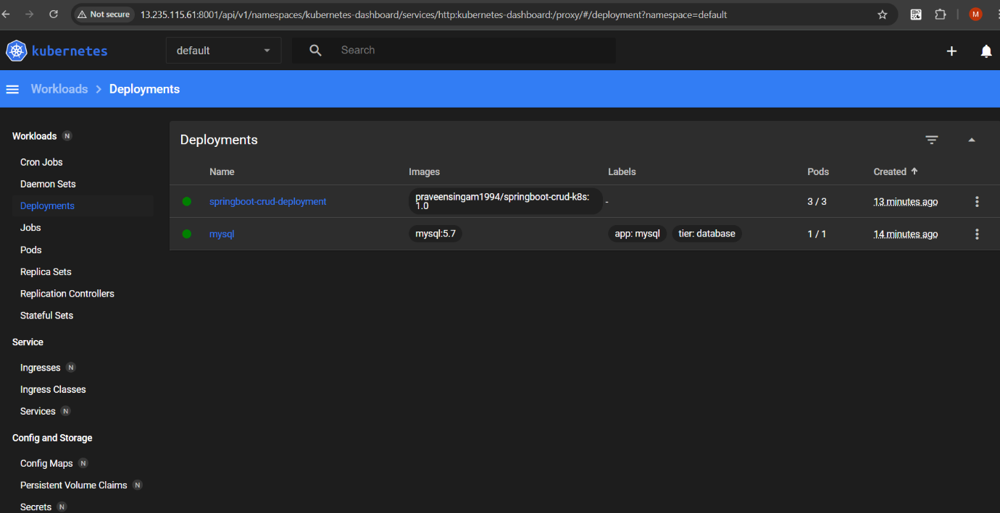 Not secure 13.235.115.61:8001/api/v1/namespaces/kubernetes-dashboard/services/http:kubernetes-dashboard:/proxy/#/deployment?namespace=default M
kubernetes default Search
Workloads > Deployments
Workloads N
Cron Jobs
Daemon Sets
Deployments
Jobs
Pods
Replica Sets
Replication Controllers
Stateful Sets
Service
Ingresses N
Ingress Classes
Services N
Config and Storage
Config Maps N
Persistent Volume Claims N
Secrets N
Deployments
Name Images Labels Pods Created
springboot-crud-deployment praveensingam1994/springboot-crud-k8s: - 3 / 3 13 minutes ago
1.0
mysql mysql:5.7 app: mysql tier: database 1 / 1 14 minutes ago